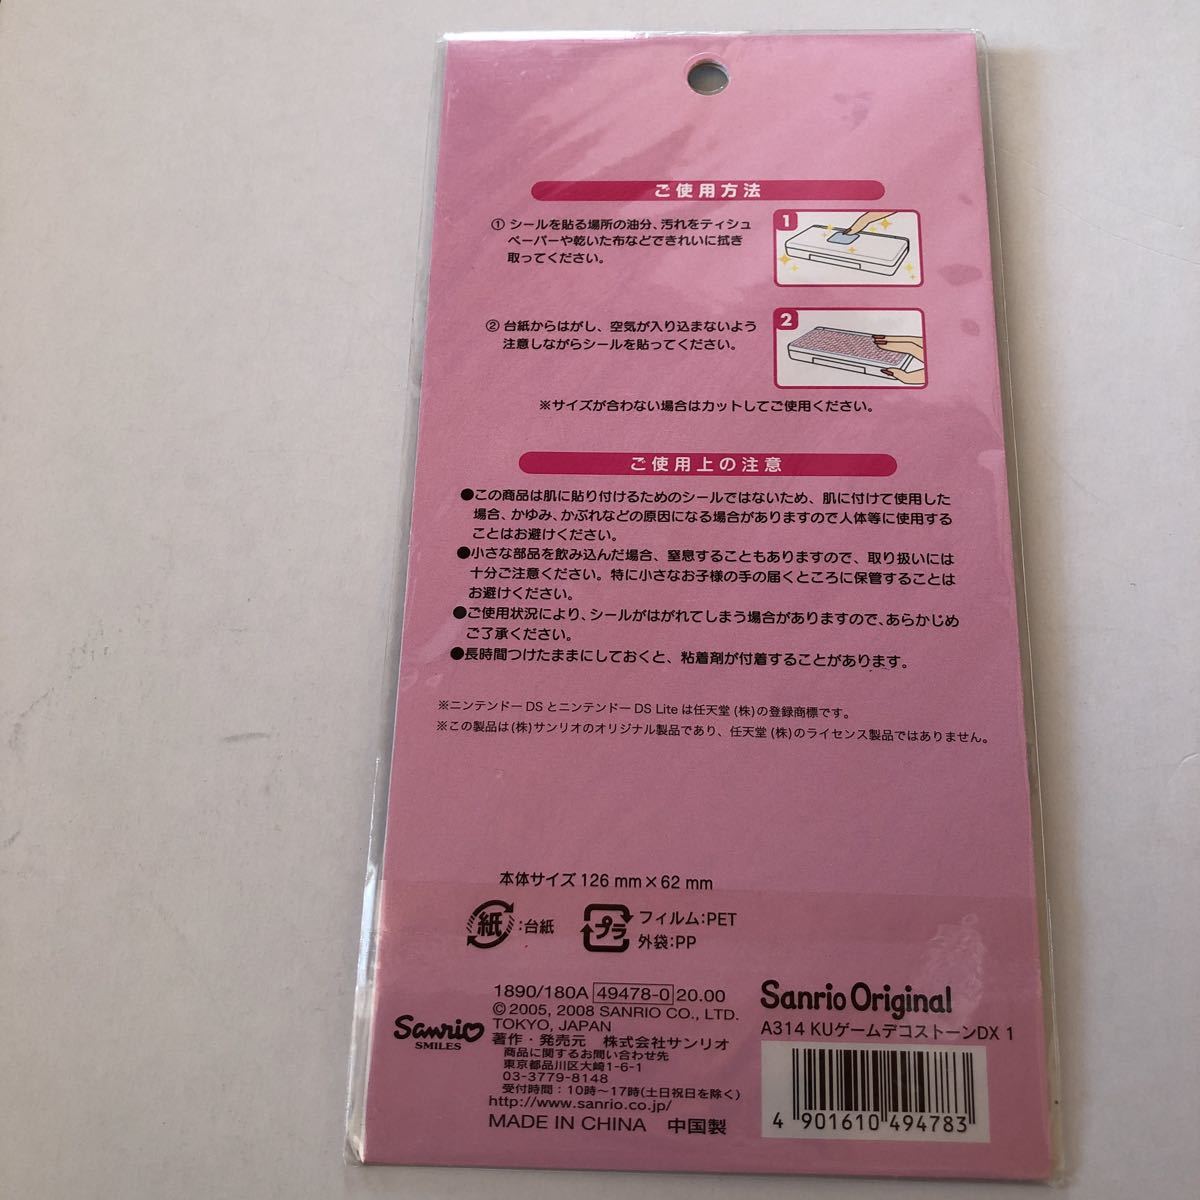 ご使用方法
① シールを貼る場所の油分、汚れをティシュ
ペーパーや乾いた布などできれいに拭き
取ってください。
1
② 台紙からはがし、空気が入り込まないよう
注意しながらシールを貼ってください。
2
※サイズが合わない場合はカットしてご使用ください。
ご使用上の注意
●この商品は肌に貼り付けるためのシールではないため、肌に付けて使用した
場合、かゆみ、かぶれなどの原因になる場合がありますので人体等に使用する
ことはお避けください。
●小さな部品を飲み込んだ場合、窒息することもありますので、取り扱いには
十分ご注意ください。特に小さなお子様の手の届くところに保管することは
お避けください。
●ご使用状況により、シールがはがれてしまう場合がありますので、あらかじめ
ご了承ください。
●長時間つけたままにしておくと、粘着剤が付着することがあります。
※ニンテンドーDSとニンテンドーDS Liteは任天堂(株)の登録商標です。
※この製品は(株)サンリオのオリジナル製品であり、任天堂(株)のライセンス製品ではありません。
本体サイズ 126 mm×62 mm
紙:台紙
プラ
フィルム:PET
外袋:PP
1890/180A 49478-0 20.00
© 2005, 2008 SANRIO CO., LTD.
TOKYO, JAPAN
著作・発売元 株式会社サンリオ
商品に関するお問い合わせ先
東京都品川区大崎1-6-1
03-3779-8148
受付時間:10時〜17時(土日祝日を除く)
http://www.sanrio.co.jp/
MADE IN CHINA 中国製
Sanrio
SMILES
Sanrio Original
A314 KUゲームデコストーンDX 1
4 901610 494783